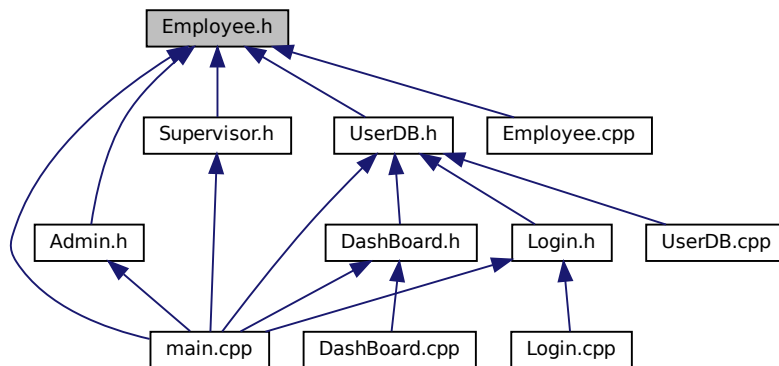 Employee.h
Supervisor.h
UserDB.h
Employee.cpp
Admin.h
DashBoard.h
Login.h
UserDB.cpp
main.cpp
DashBoard.cpp
Login.cpp